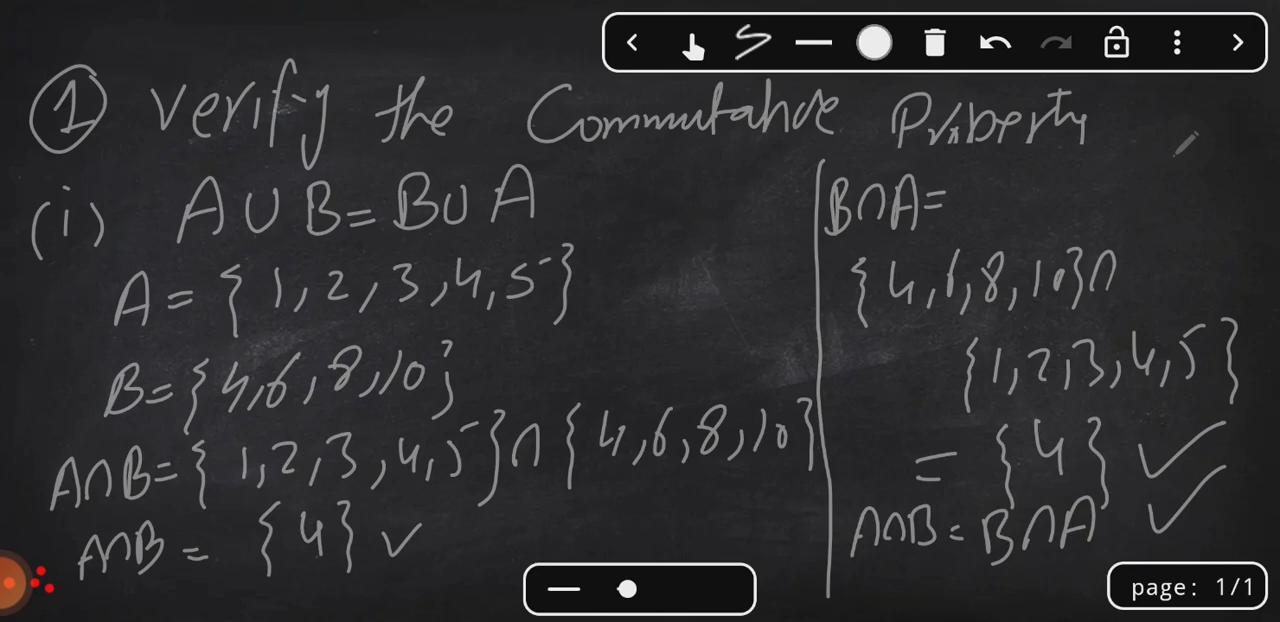 ① Verify the Commutative Property
(i) A∪B=B∪A
A={1,2,3,4,5}
B={4,6,8,10}
A∩B={1,2,3,4,5}∩{4,6,8,10}
A∩B={4}✓
B∩A=
{4,6,8,10}∩
{1,2,3,4,5}
={4}✓
A∩B=B∩A ✓
page: 1/1